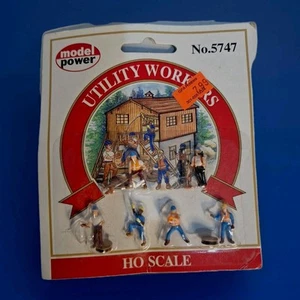 model
power
No.5747
UTILITY WORKERS
HO SCALE